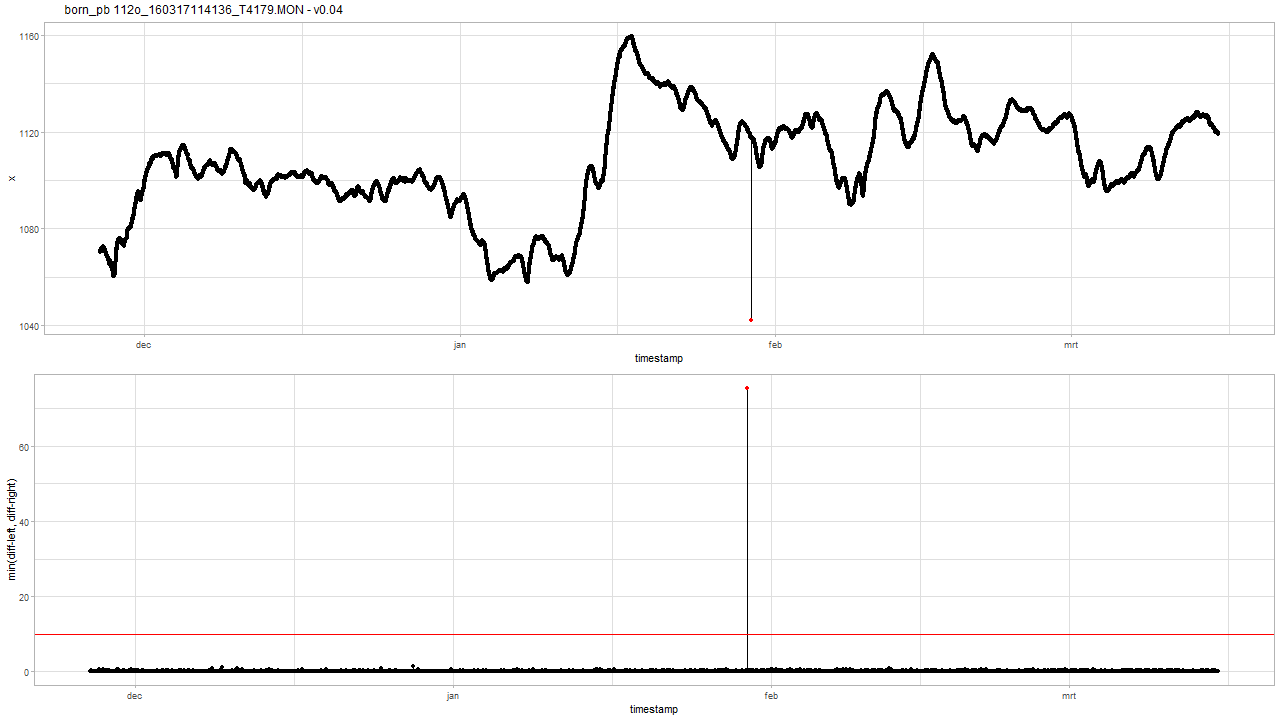 born_pb 112o_160317114136_T4179.MON - v0.04
1160
1120
1080
1040
x
dec
jan
feb
mrt
timestamp
60
40
20
0
min(diff-left, diff-right)
dec
jan
feb
mrt
timestamp